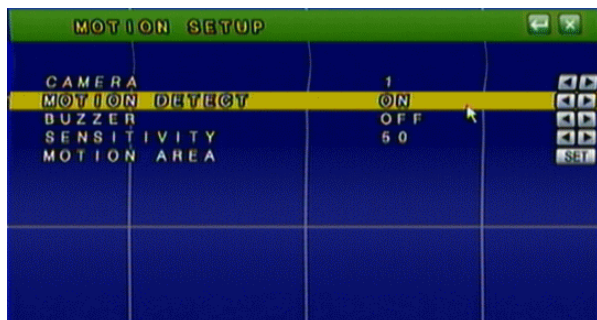 MOTION SETUP
CAMERA 1
MOTION DETECT ON
BUZZER OFF
SENSITIVITY 50
MOTION AREA SET